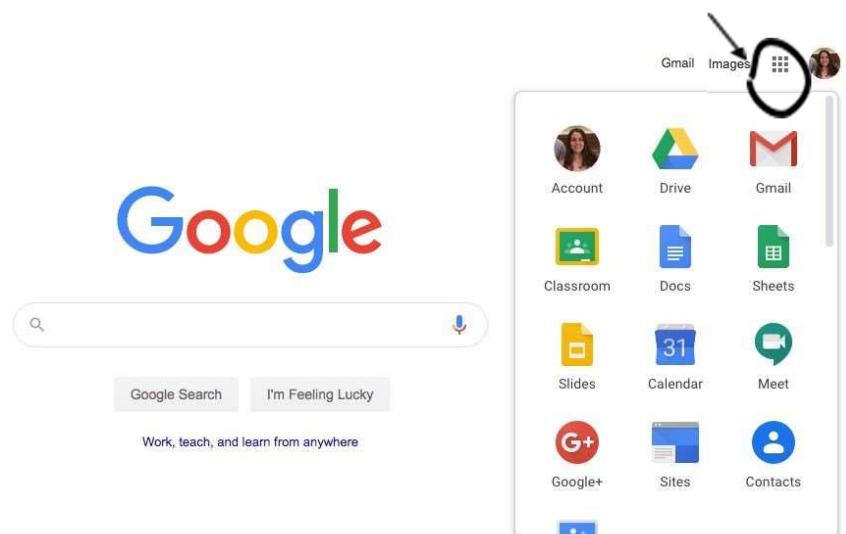 Gmail Images
Account Drive Gmail
Google
Classroom Docs Sheets
31
Slides Calendar Meet
Google Search I'm Feeling Lucky
Work, teach, and learn from anywhere
G+
Google+ Sites Contacts